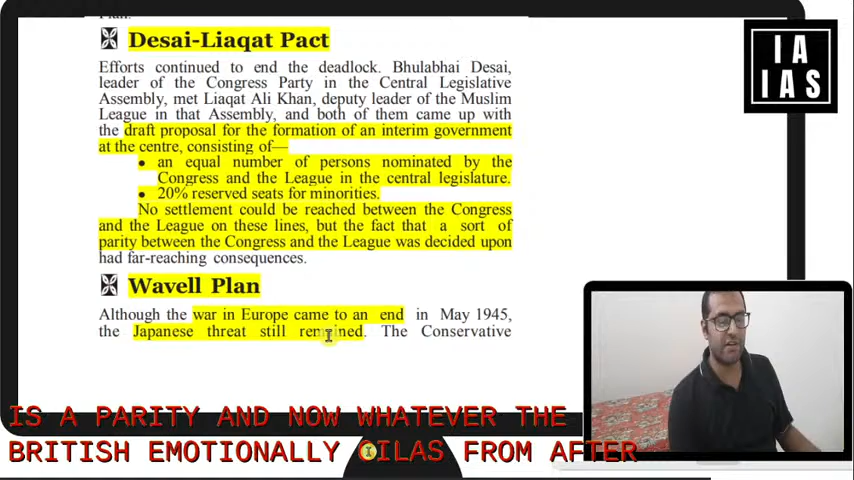 Desai-Liaqat Pact
Efforts continued to end the deadlock. Bhulabhai Desai,
leader of the Congress Party in the Central Legislative
Assembly, met Liaqat Ali Khan, deputy leader of the Muslim
League in that Assembly, and both of them came up with
the draft proposal for the formation of an interim government
at the centre, consisting of—
• an equal number of persons nominated by the
Congress and the League in the central legislature.
• 20% reserved seats for minorities.
No settlement could be reached between the Congress
and the League on these lines, but the fact that a sort of
parity between the Congress and the League was decided upon
had far-reaching consequences.
Wavell Plan
Although the war in Europe came to an end in May 1945,
the Japanese threat still remained. The Conservative
IA
IAS
IS A PARITY AND NOW WHATEVER THE
BRITISH EMOTIONALLY OILAS FROM AFTER